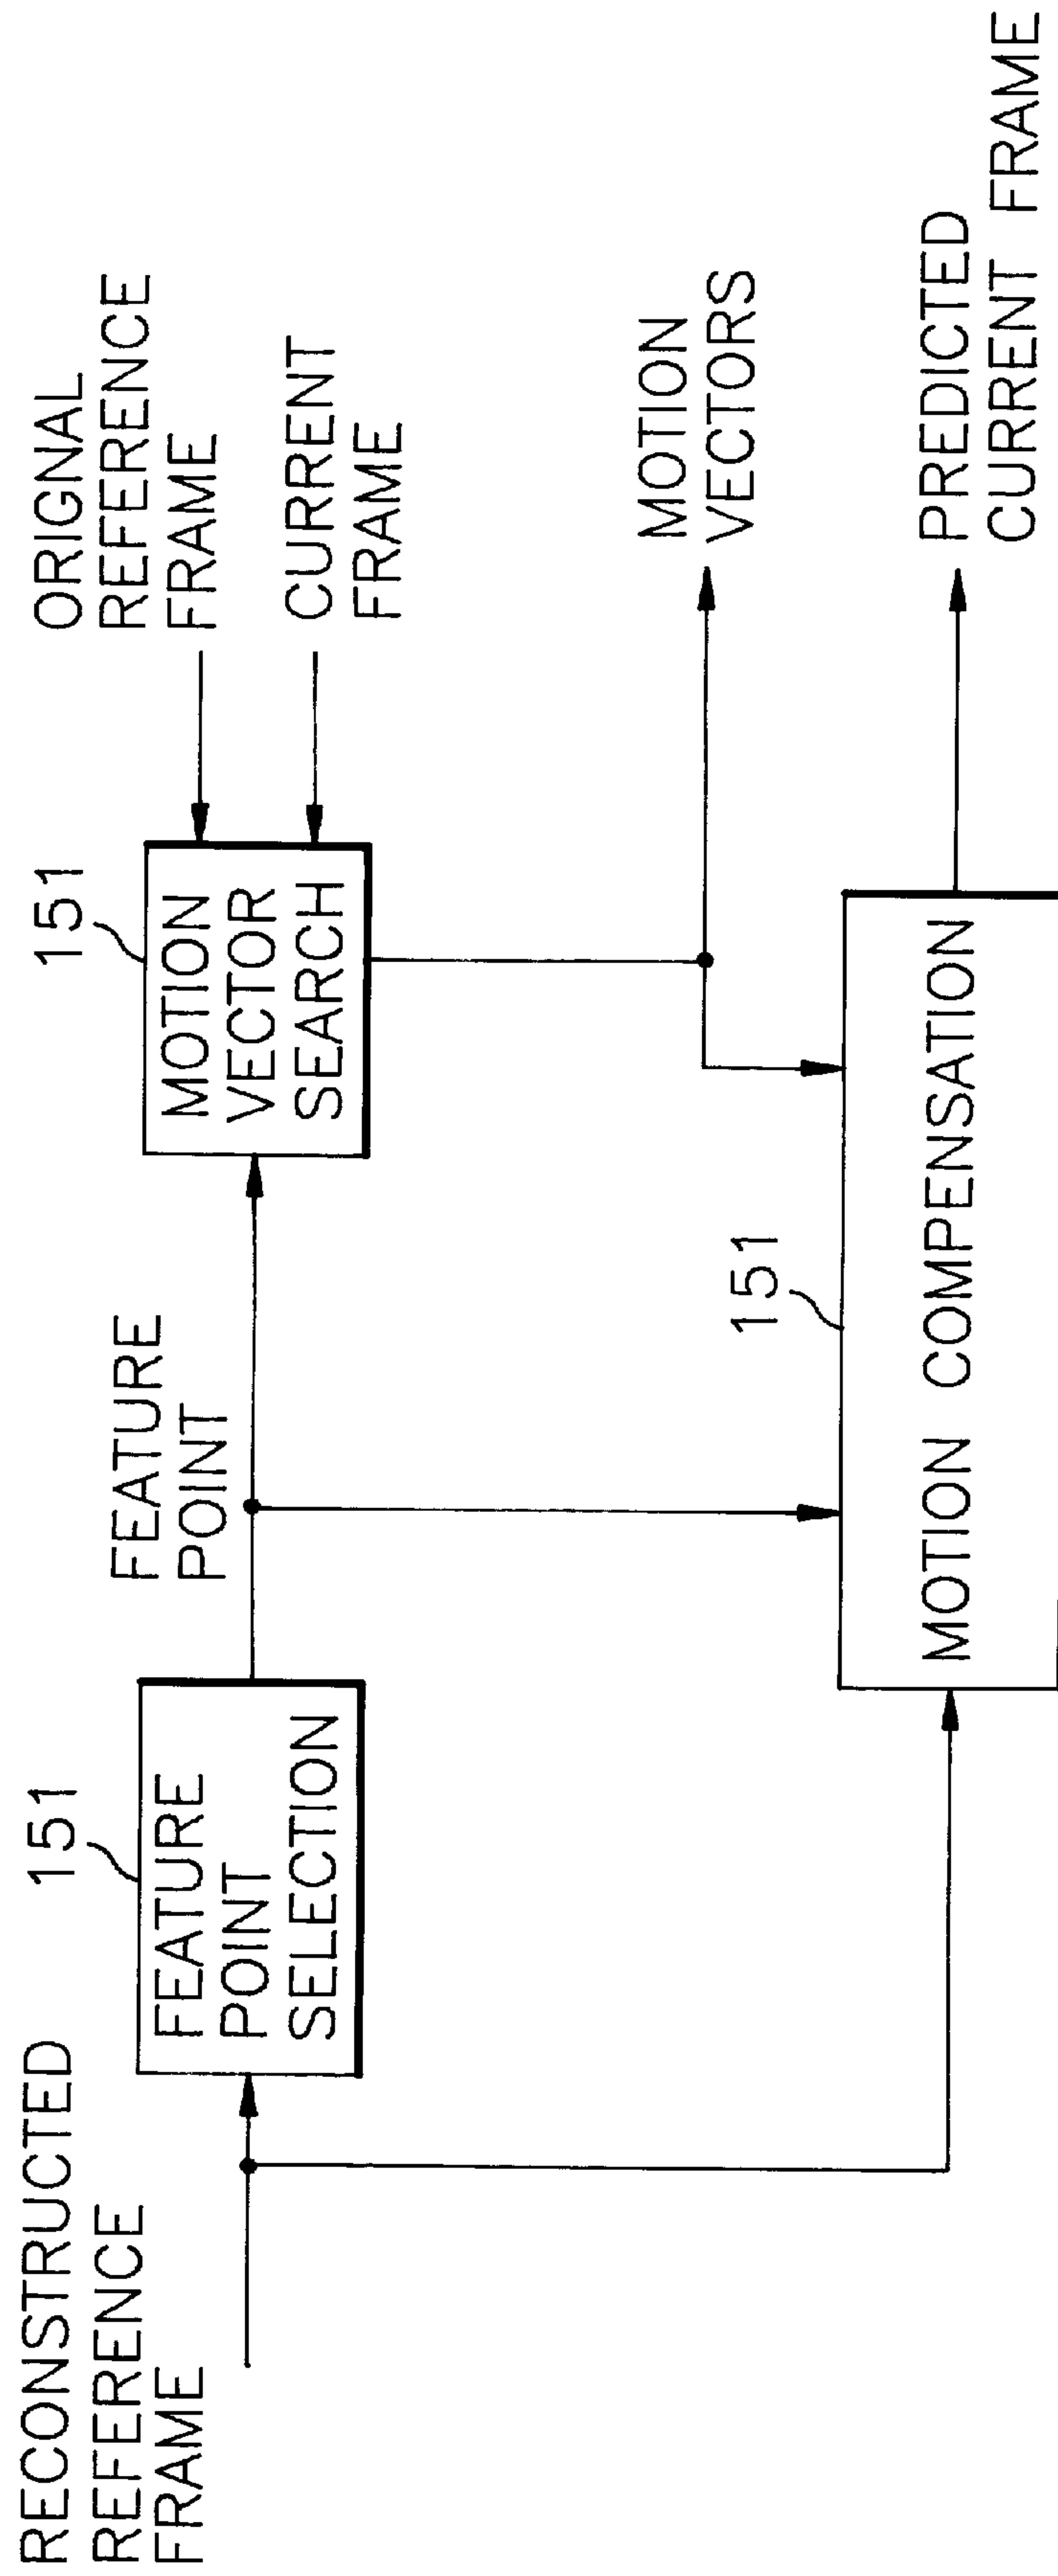 RECONSTRUCTED
REFERENCE
FRAME
151
FEATURE
POINT
SELECTION
FEATURE
POINT
151
MOTION
VECTOR
SEARCH
ORIGNAL
REFERENCE
FRAME
CURRENT
FRAME
151
MOTION COMPENSATION
MOTION
VECTORS
PREDICTED
CURRENT FRAME